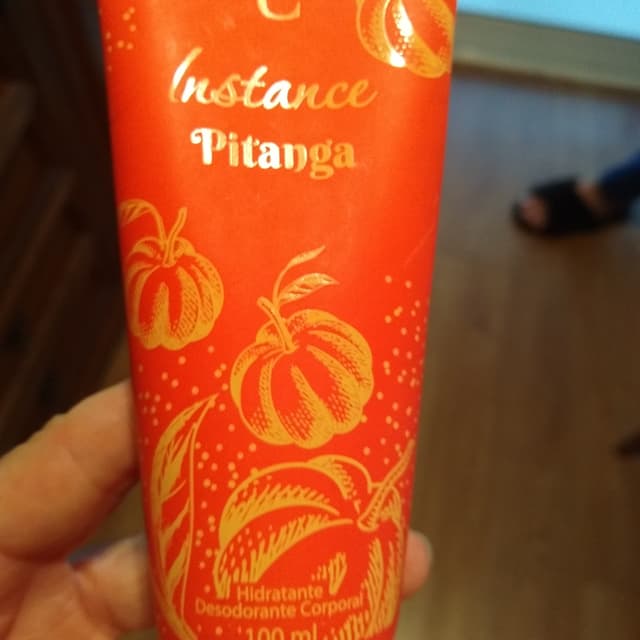 Instance
Pitanga
Hidratante
Desodorante Corporal
100 ml